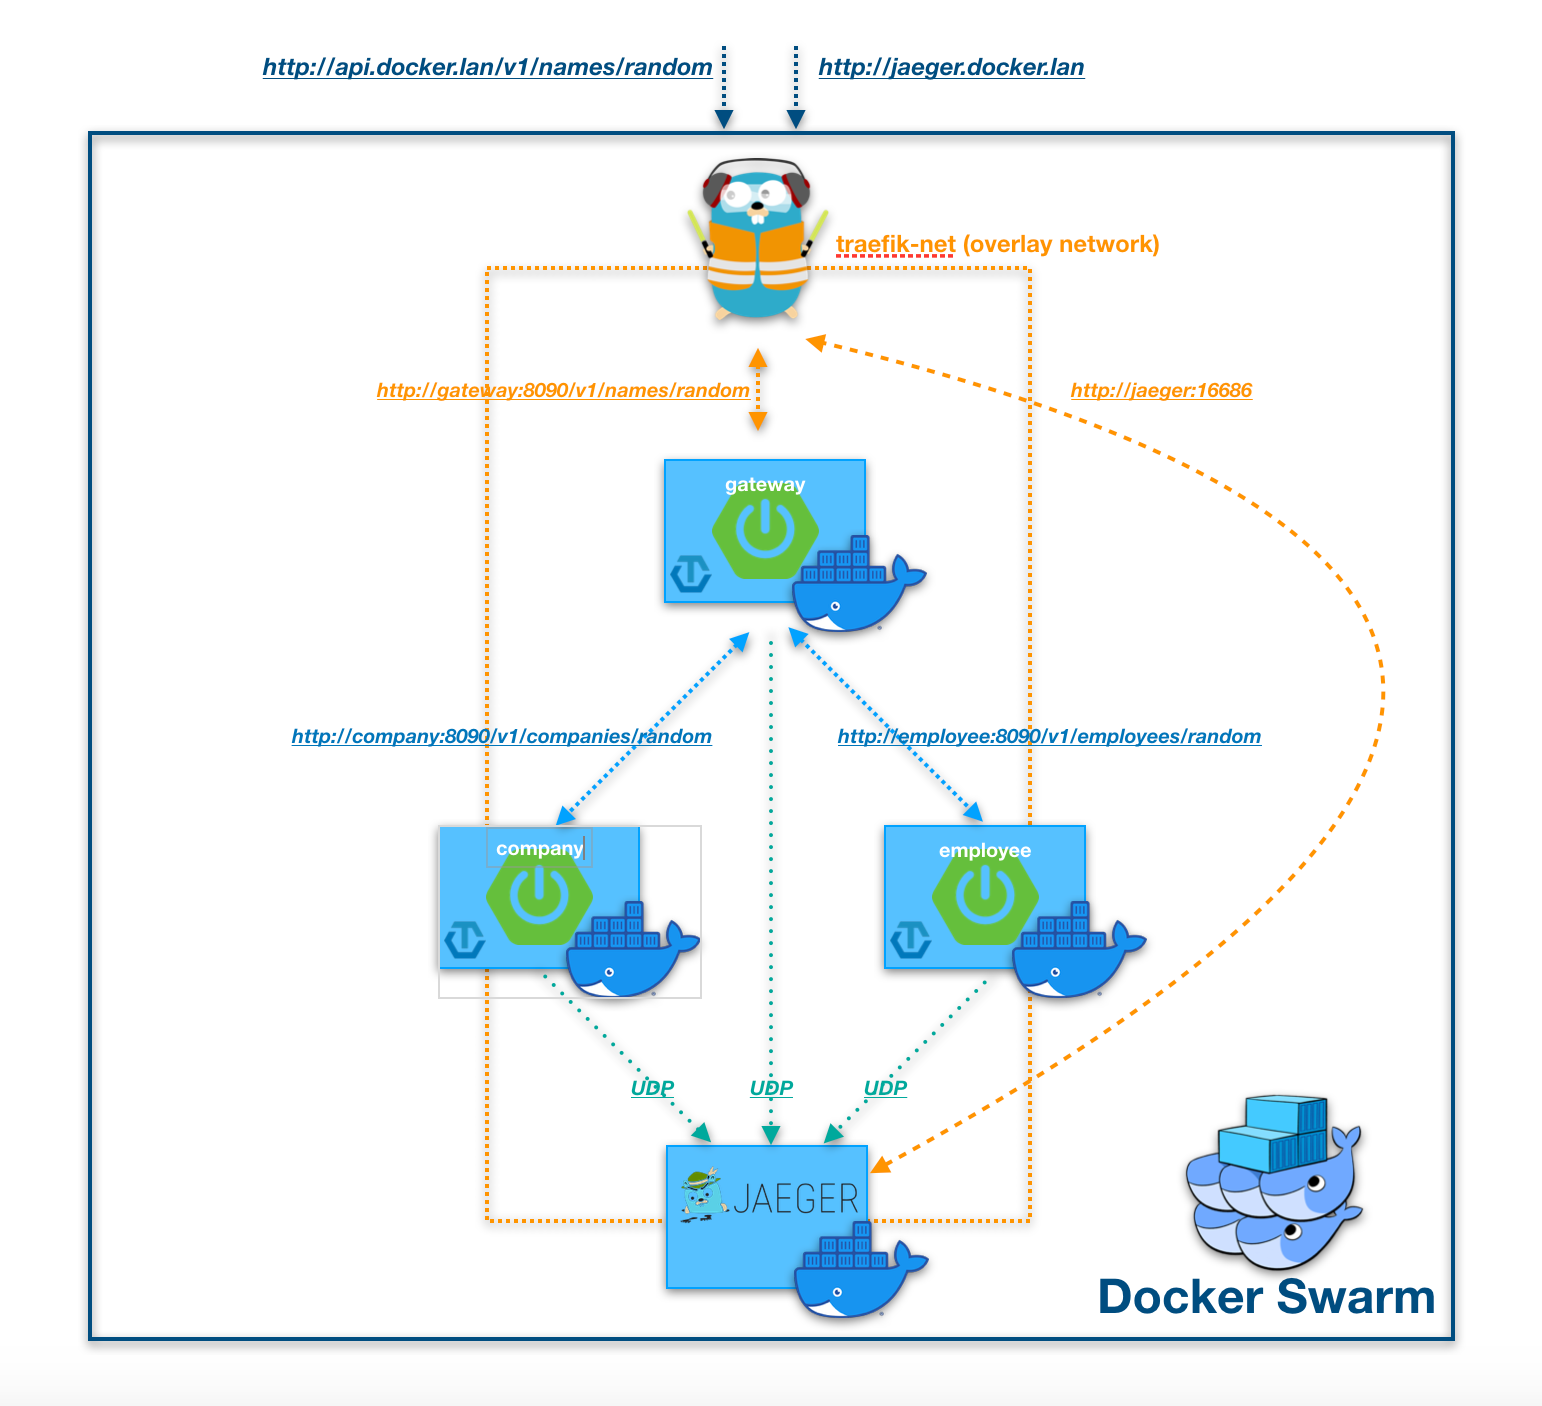 http://api.docker.lan/v1/names/random
http://jaeger.docker.lan
traefik-net (overlay network)
http://gateway:8090/v1/names/random
http://jaeger:16686
gateway
http://company:8090/v1/companies/random
http://employee:8090/v1/employees/random
company
employee
UDP
UDP
UDP
JAEGER
Docker Swarm